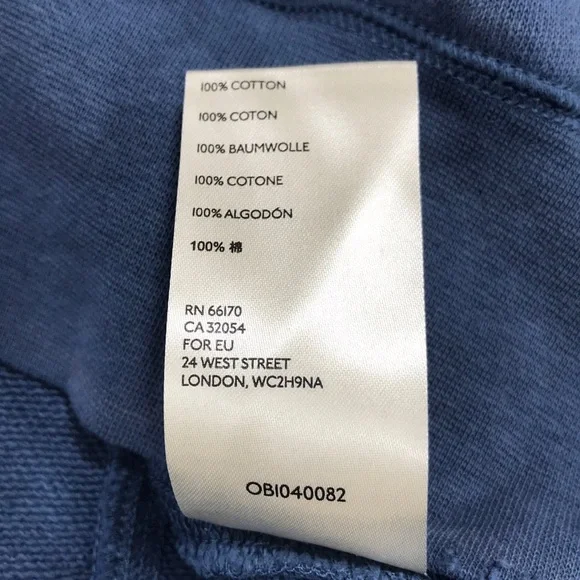 100% COTTON
100% COTON
100% BAUMWOLLE
100% COTONE
100% ALGODÓN
100% 棉
RN 66170
CA 32054
FOR EU
24 WEST STREET
LONDON, WC2H9NA
OB1040082